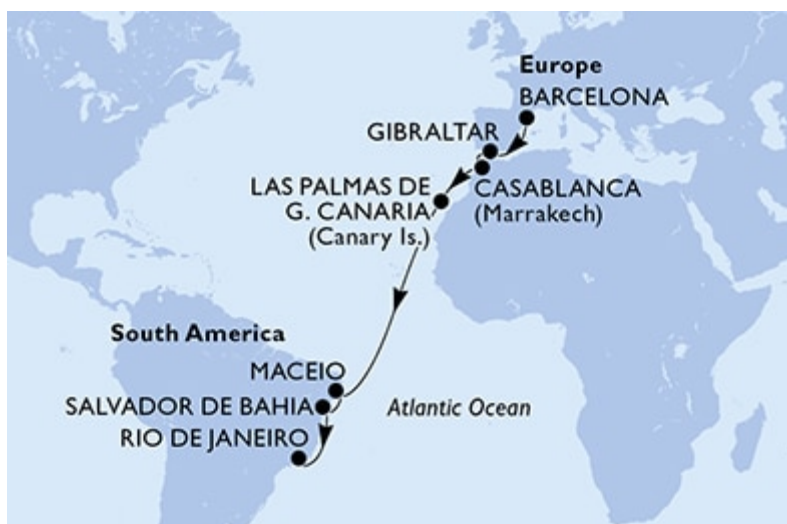 Europe
BARCELONA
GIBRALTAR
LAS PALMAS DE
G. CANARIA
(Canary Is.)
CASABLANCA
(Marrakech)
South America
MACEIO
SALVADOR DE BAHIA
Atlantic Ocean
RIO DE JANEIRO